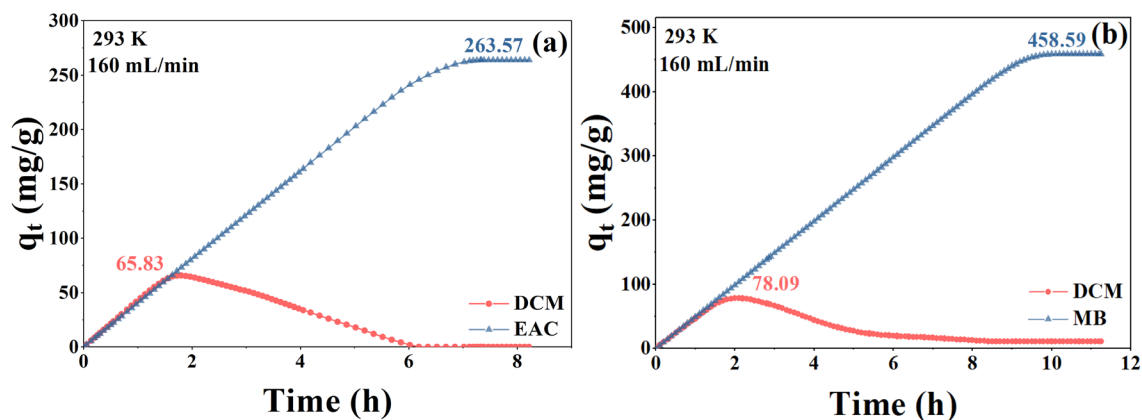 300
250
200
150
100
50
0
q_t (mg/g)
293 K
160 mL/min
(a)
263.57
65.83
DCM
EAC
0 2 4 6 8
Time (h)
500
400
300
200
100
0
q_t (mg/g)
293 K
160 mL/min
(b)
458.59
78.09
DCM
MB
0 2 4 6 8 10 12
Time (h)